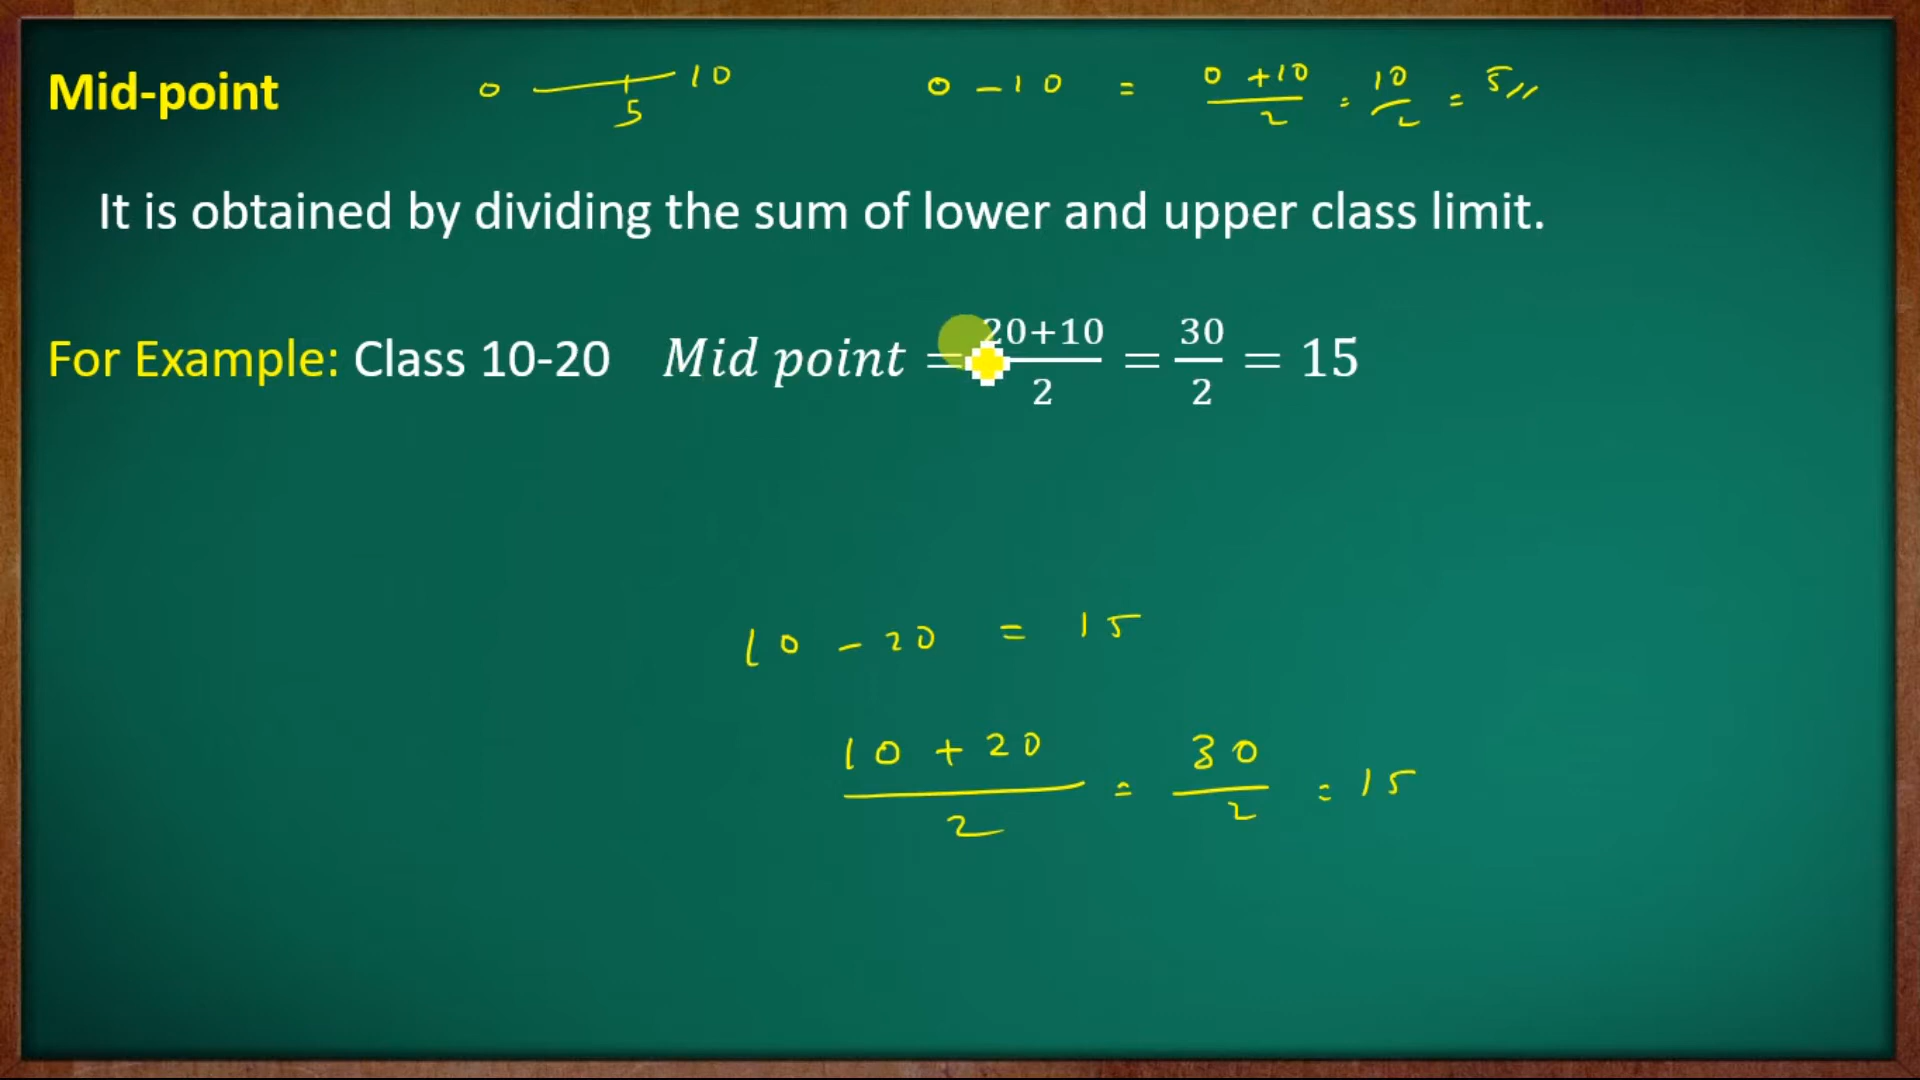 Mid-point
0 — 10
5
0 - 10 = 0 + 10 / 2 = 10 / 2 = 5 //
It is obtained by dividing the sum of lower and upper class limit.
For Example: Class 10-20 Mid point = 20+10 / 2 = 30 / 2 = 15
10 - 20 = 15
10 + 20 / 2 = 30 / 2 = 15